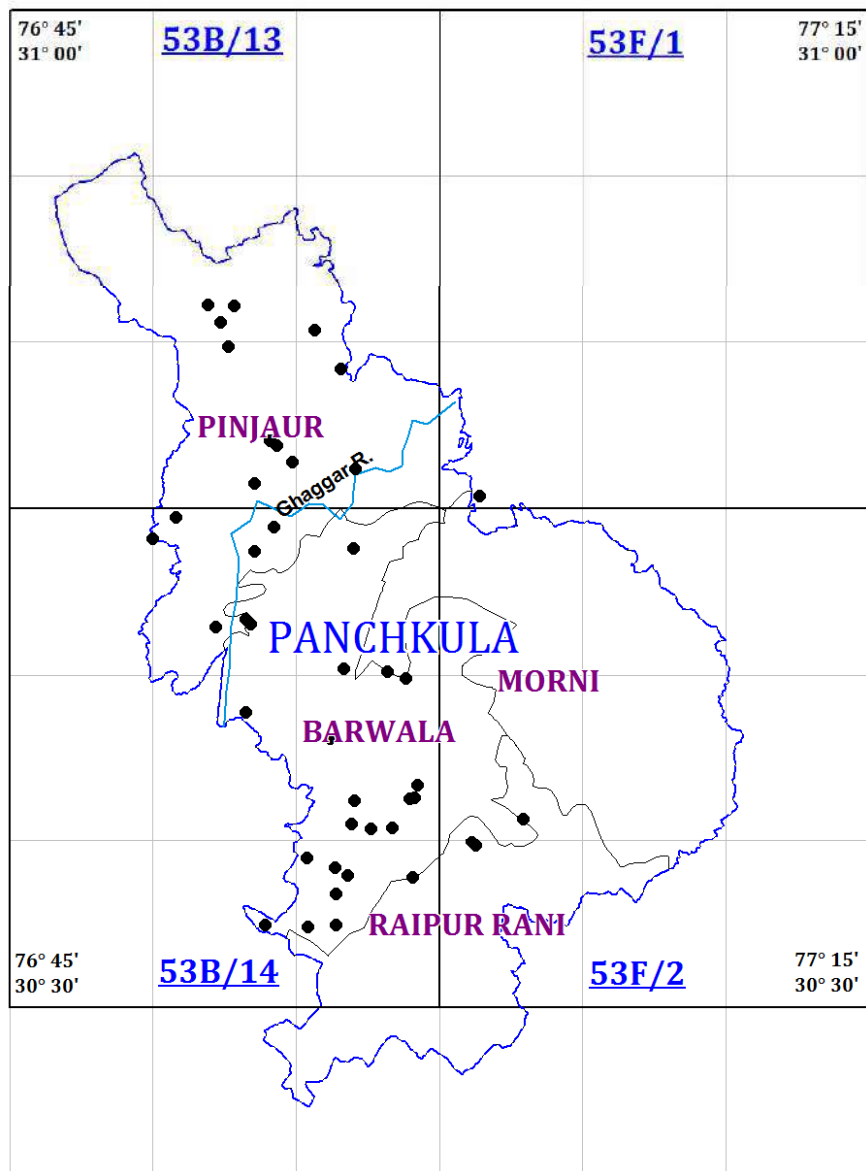 76° 45'
31° 00'
53B/13
53F/1
77° 15'
31° 00'
PINJAUR
Ghaggar R.
PANCHKULA
MORNI
BARWALA
RAIPUR RANI
76° 45'
30° 30'
53B/14
53F/2
77° 15'
30° 30'